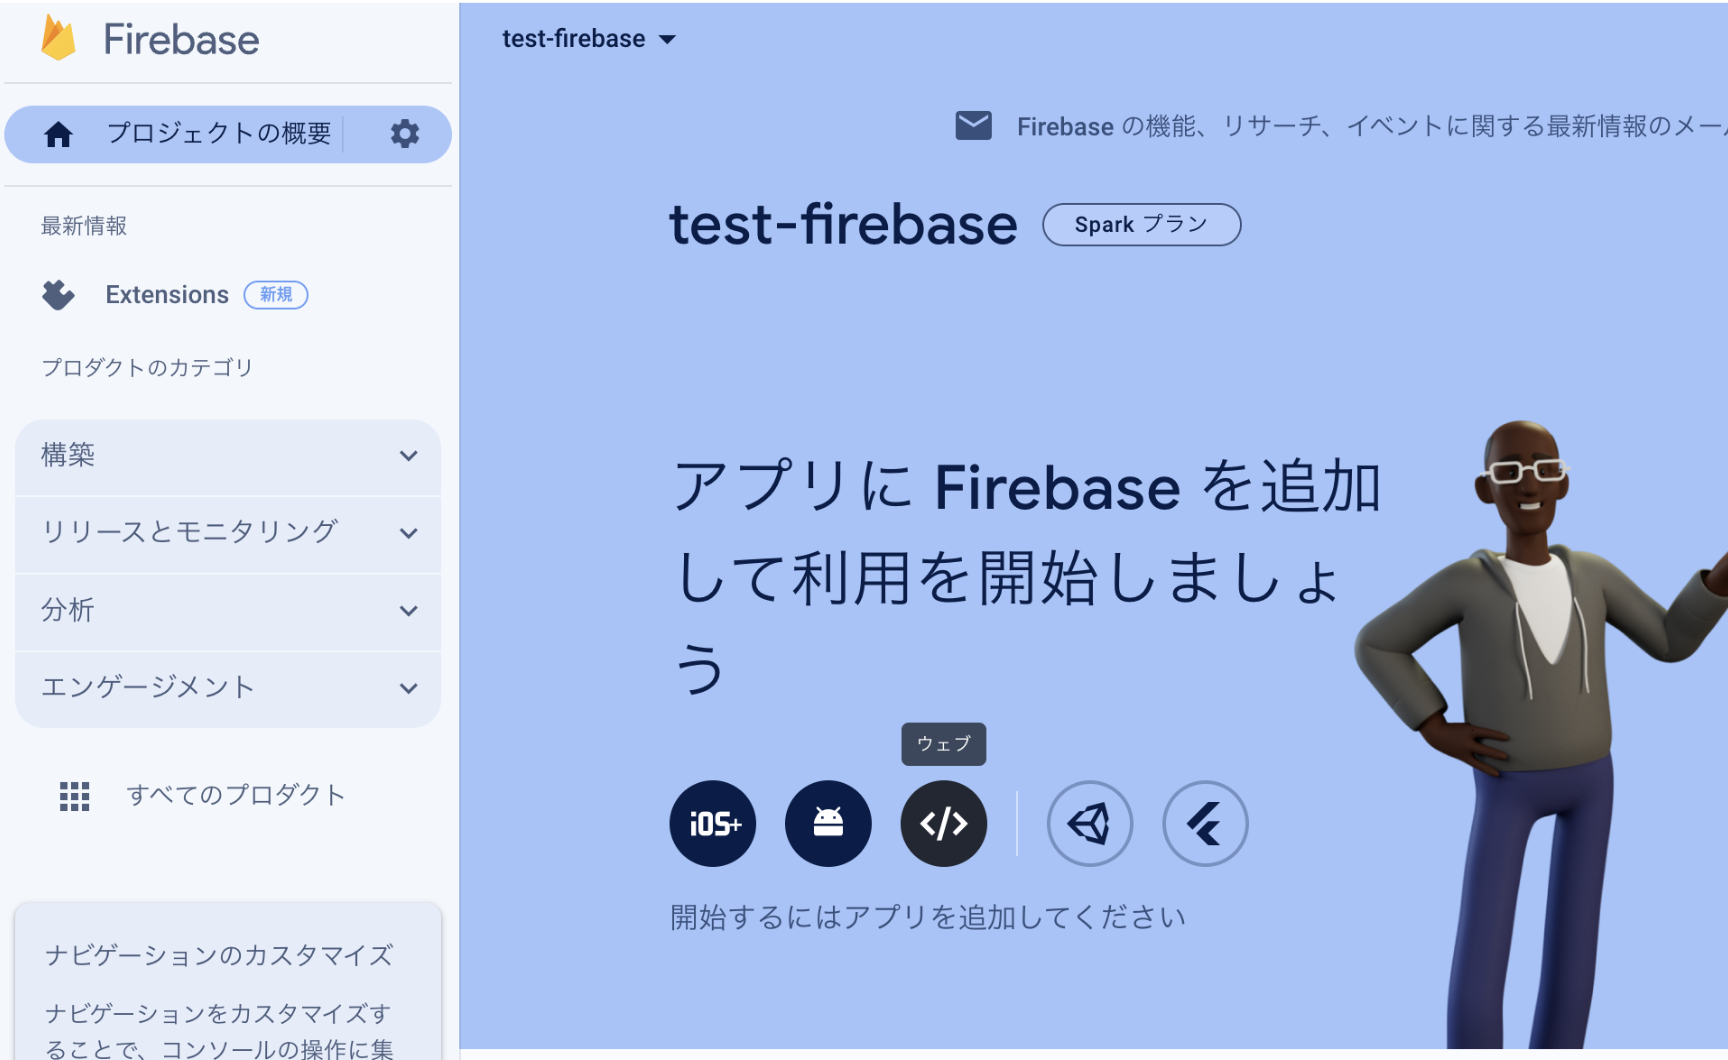 Firebase
プロジェクトの概要
最新情報
Extensions 新規
プロダクトのカテゴリ
構築
リリースとモニタリング
分析
エンゲージメント
すべてのプロダクト
ナビゲーションのカスタマイズ
ナビゲーションをカスタマイズす
ることで、コンソールの操作に集
test-firebase
Firebase の機能、リサーチ、イベントに関する最新情報のメー
test-firebase Spark プラン
アプリに Firebase を追加
して利用を開始しましょ
う
ウェブ
iOS+
開始するにはアプリを追加してください